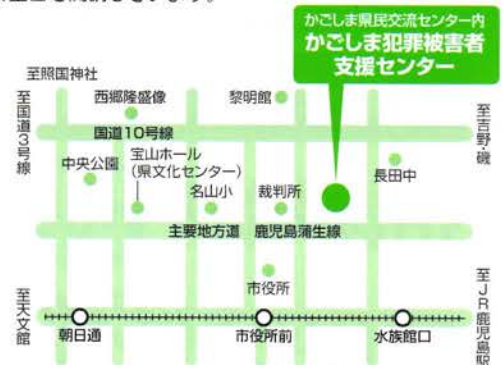 かごしま県民交流センター内
かごしま犯罪被害者
支援センター
至照国神社
西郷隆盛像
黎明館
至国道3号線
国道10号線
至吉野・磯
中央公園
宝山ホール
(県文化センター)
名山小
裁判所
長田中
主要地方道 鹿児島蒲生線
市役所
至天文館
至JR鹿児島駅
朝日通
市役所前
水族館口